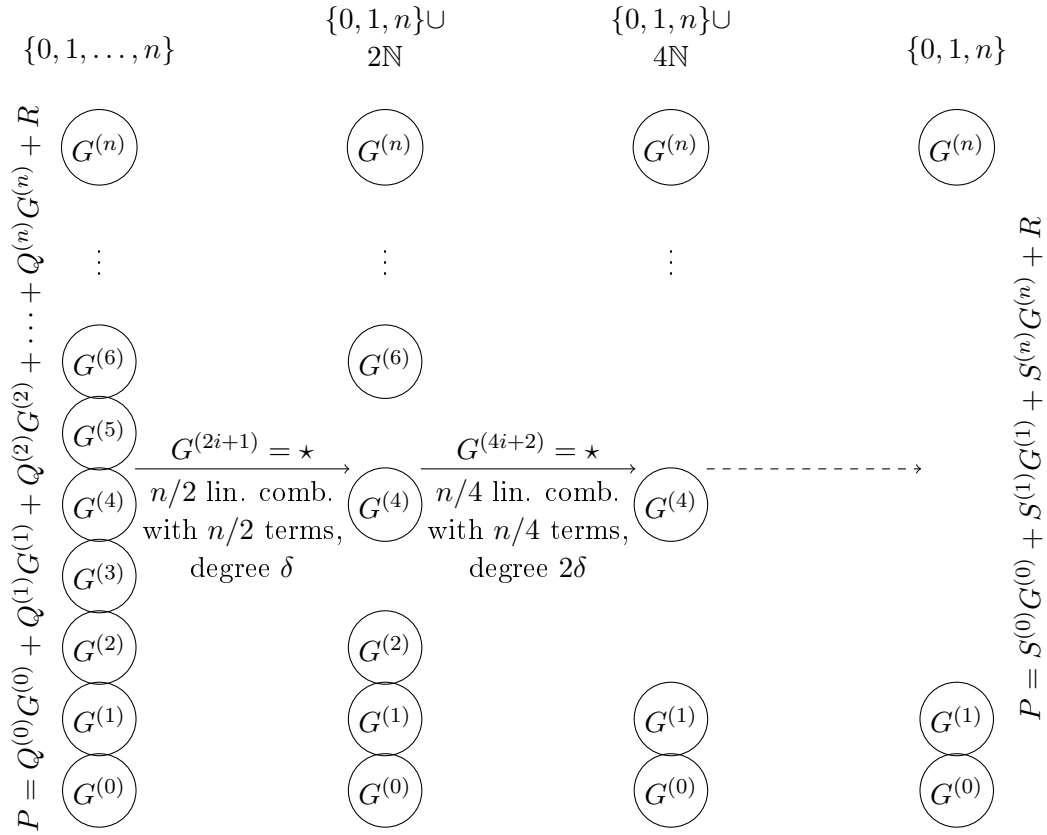 {0, 1, . . . , n}
{0, 1, n}∪
2ℕ
{0, 1, n}∪
4ℕ
{0, 1, n}
P = Q^{(0)}G^{(0)} + Q^{(1)}G^{(1)} + Q^{(2)}G^{(2)} + · · · + Q^{(n)}G^{(n)} + R
G^{(n)}
⋮
G^{(6)}
G^{(5)}
G^{(4)}
G^{(3)}
G^{(2)}
G^{(1)}
G^{(0)}
G^{(2i+1)} = ⋆
n/2 lin. comb.
with n/2 terms,
degree δ
G^{(n)}
⋮
G^{(6)}
G^{(4)}
G^{(2)}
G^{(1)}
G^{(0)}
G^{(4i+2)} = ⋆
n/4 lin. comb.
with n/4 terms,
degree 2δ
G^{(n)}
⋮
G^{(4)}
G^{(1)}
G^{(0)}
G^{(n)}
G^{(1)}
G^{(0)}
P = S^{(0)}G^{(0)} + S^{(1)}G^{(1)} + S^{(n)}G^{(n)} + R